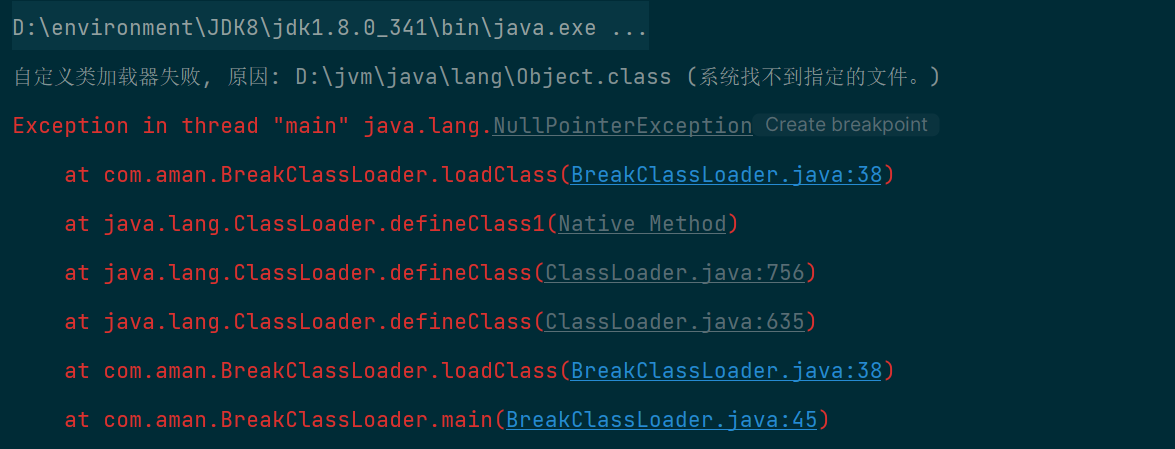 D:\environment\JDK8\jdk1.8.0_341\bin\java.exe ...
自定义类加载器失败, 原因: D:\jvm\java\lang\Object.class (系统找不到指定的文件。)
Exception in thread "main" java.lang.NullPointerException Create breakpoint
at com.aman.BreakClassLoader.loadClass(BreakClassLoader.java:38)
at java.lang.ClassLoader.defineClass1(Native Method)
at java.lang.ClassLoader.defineClass(ClassLoader.java:756)
at java.lang.ClassLoader.defineClass(ClassLoader.java:635)
at com.aman.BreakClassLoader.loadClass(BreakClassLoader.java:38)
at com.aman.BreakClassLoader.main(BreakClassLoader.java:45)